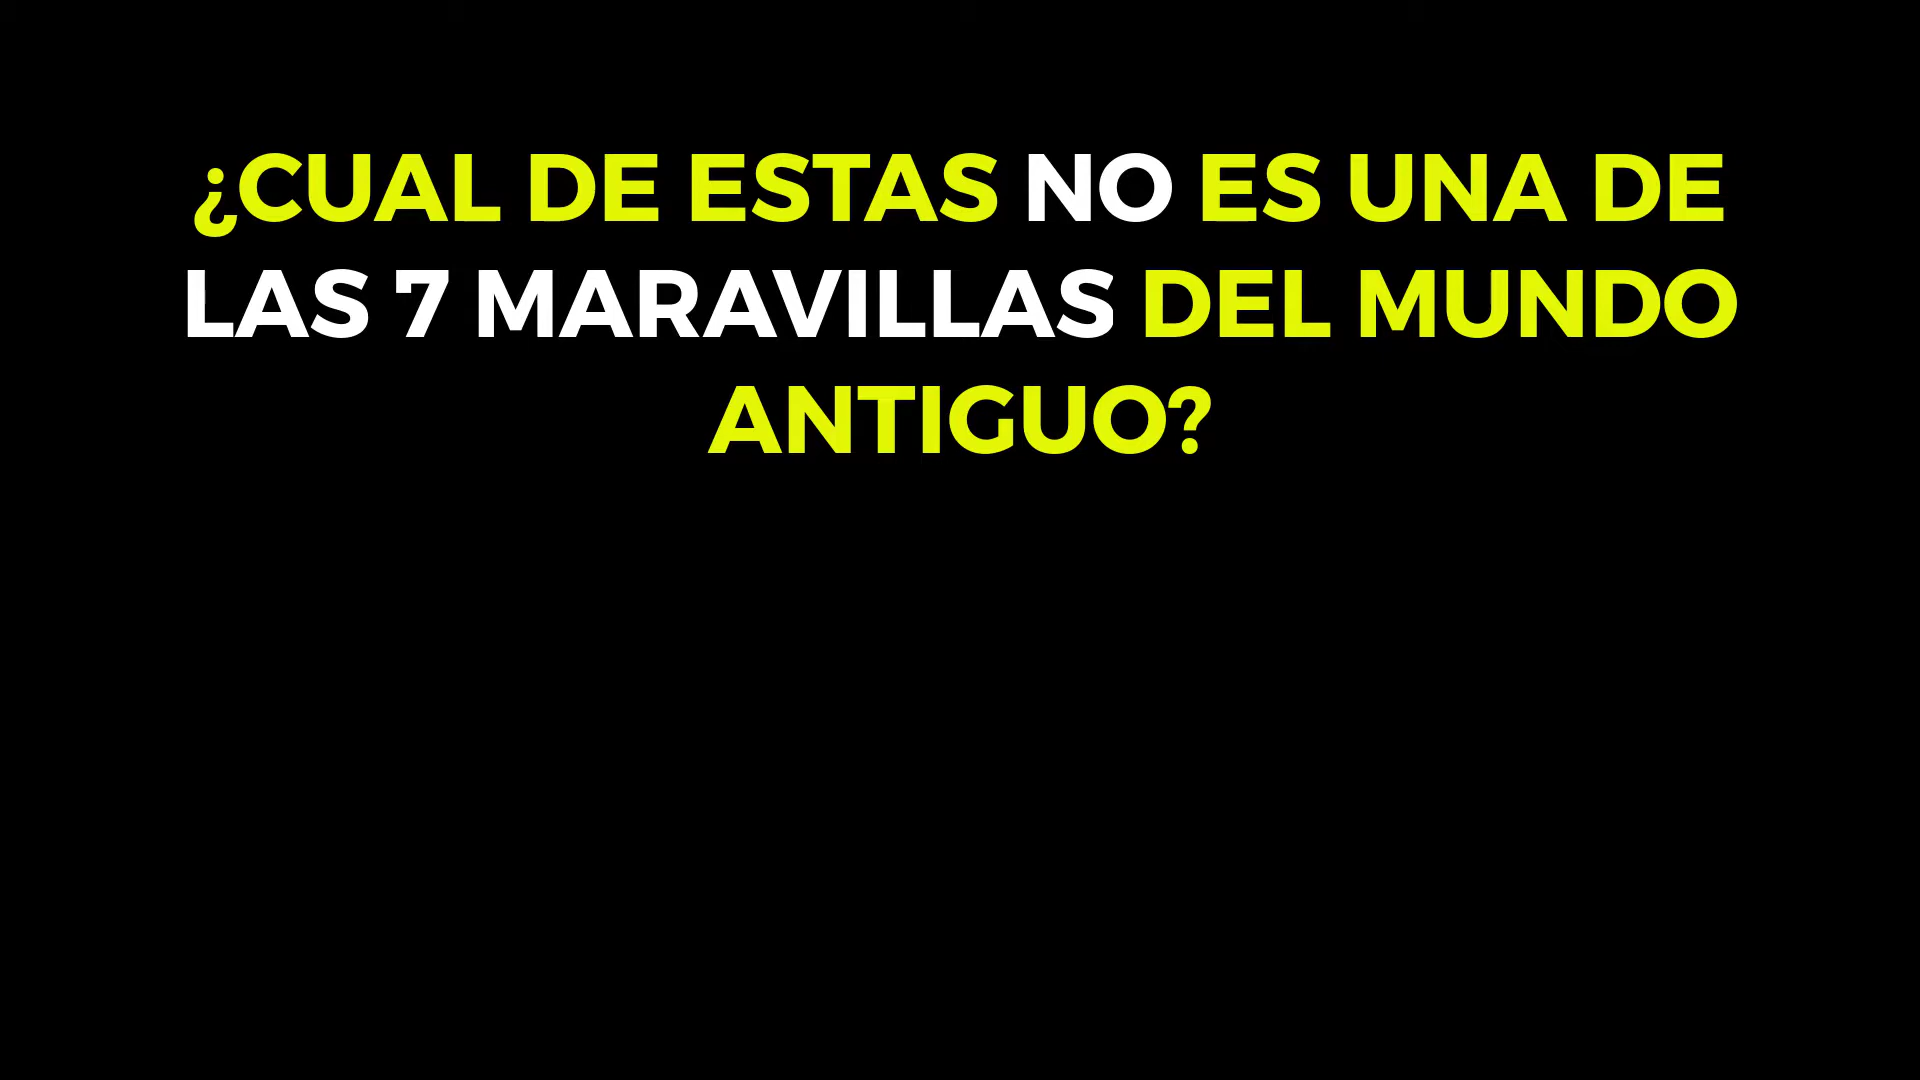 ¿CUAL DE ESTAS NO ES UNA DE
LAS 7 MARAVILLAS DEL MUNDO
ANTIGUO?